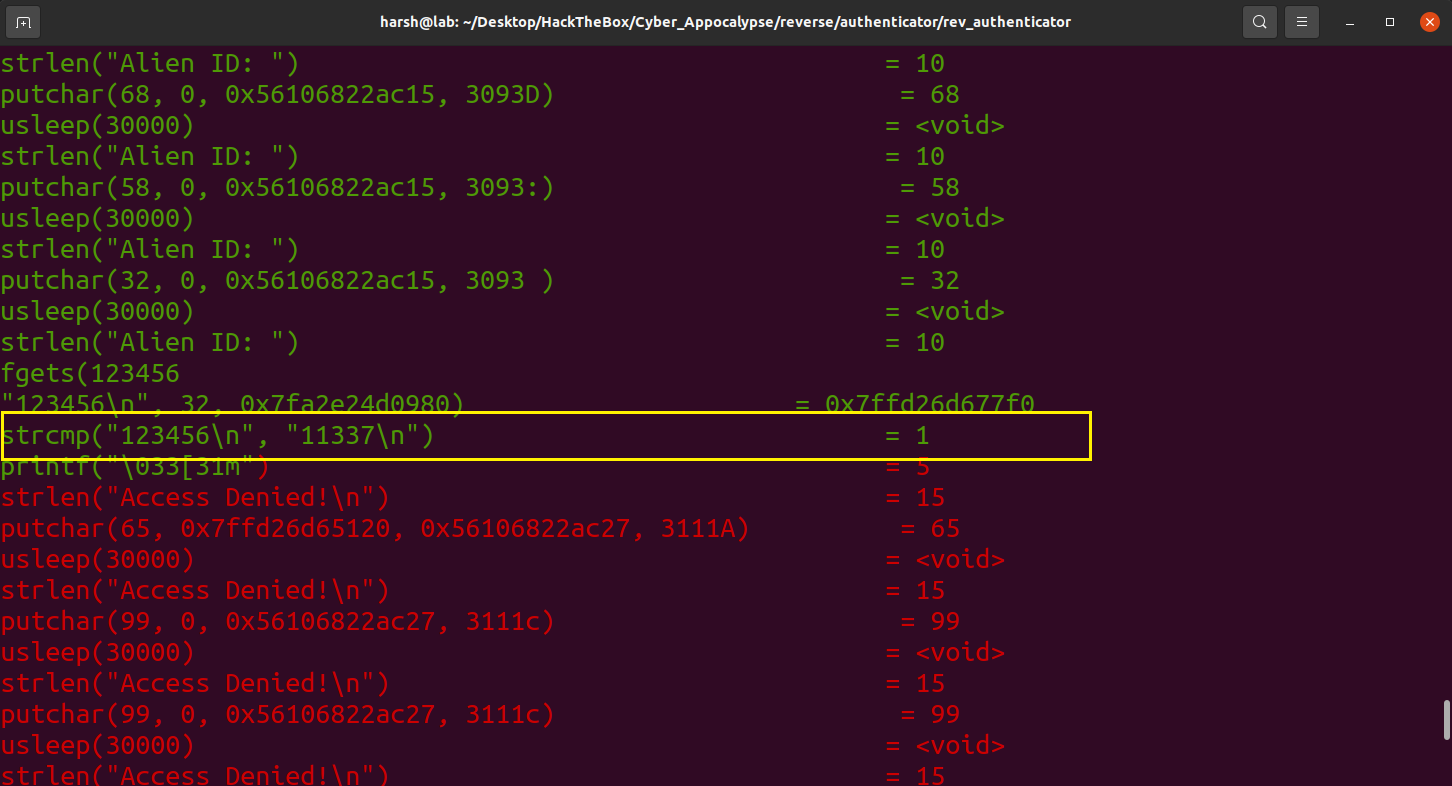 harsh@lab: ~/Desktop/HackTheBox/Cyber_Appocalypse/reverse/authenticator/rev_authenticator
strlen("Alien ID: ") = 10
putchar(68, 0, 0x56106822ac15, 3093D) = 68
usleep(30000) = <void>
strlen("Alien ID: ") = 10
putchar(58, 0, 0x56106822ac15, 3093:) = 58
usleep(30000) = <void>
strlen("Alien ID: ") = 10
putchar(32, 0, 0x56106822ac15, 3093 ) = 32
usleep(30000) = <void>
strlen("Alien ID: ") = 10
fgets(123456
"123456\n", 32, 0x7fa2e24d0980) = 0x7ffd26d677f0
strcmp("123456\n", "11337\n") = 1
printf("\033[31m") = 5
strlen("Access Denied!\n") = 15
putchar(65, 0x7ffd26d65120, 0x56106822ac27, 3111A) = 65
usleep(30000) = <void>
strlen("Access Denied!\n") = 15
putchar(99, 0, 0x56106822ac27, 3111c) = 99
usleep(30000) = <void>
strlen("Access Denied!\n") = 15
putchar(99, 0, 0x56106822ac27, 3111c) = 99
usleep(30000) = <void>
strlen("Access Denied!\n") = 15